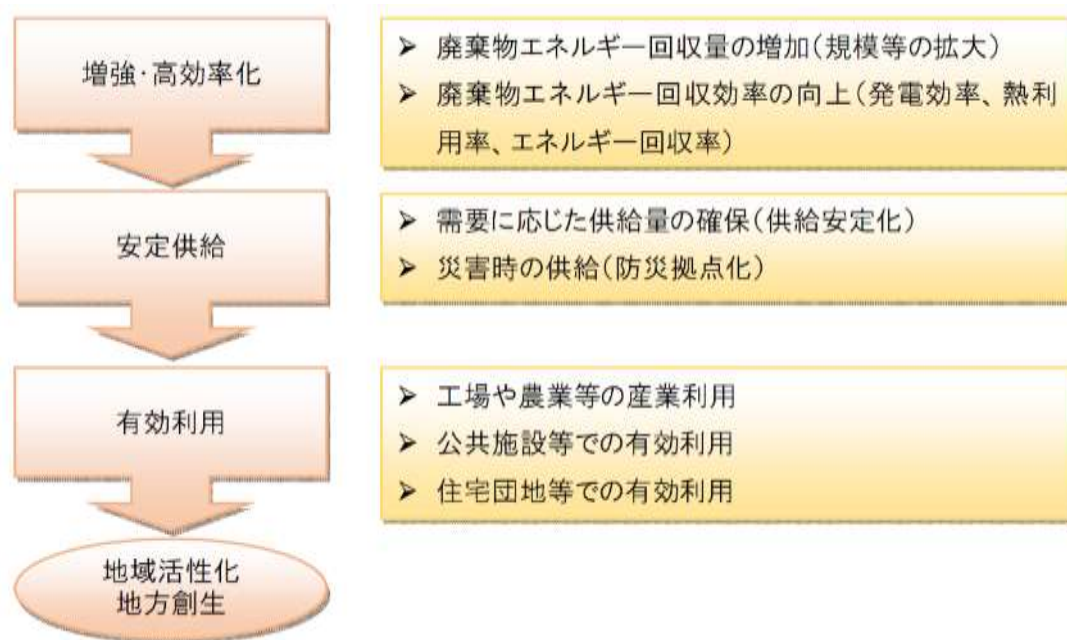 増強・高効率化
➢ 廃棄物エネルギー回収量の増加(規模等の拡大)
➢ 廃棄物エネルギー回収効率の向上(発電効率、熱利
用率、エネルギー回収率)
安定供給
➢ 需要に応じた供給量の確保(供給安定化)
➢ 災害時の供給(防災拠点化)
有効利用
➢ 工場や農業等の産業利用
➢ 公共施設等での有効利用
➢ 住宅団地等での有効利用
地域活性化
地方創生